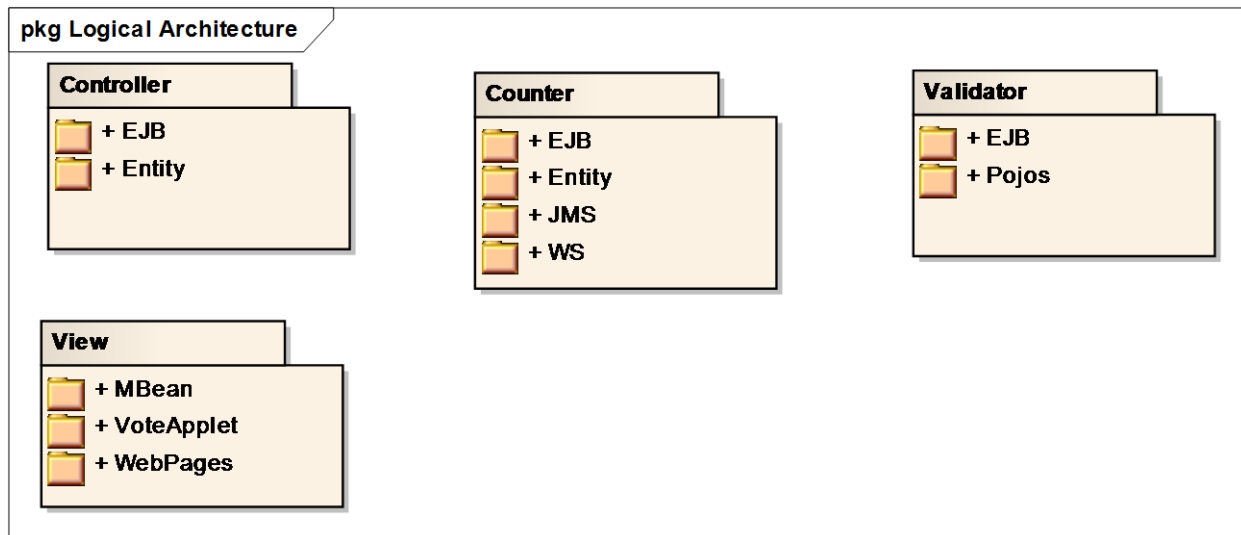 pkg Logical Architecture
Controller
+ EJB
+ Entity
Counter
+ EJB
+ Entity
+ JMS
+ WS
Validator
+ EJB
+ Pojos
View
+ MBean
+ VoteApplet
+ WebPages